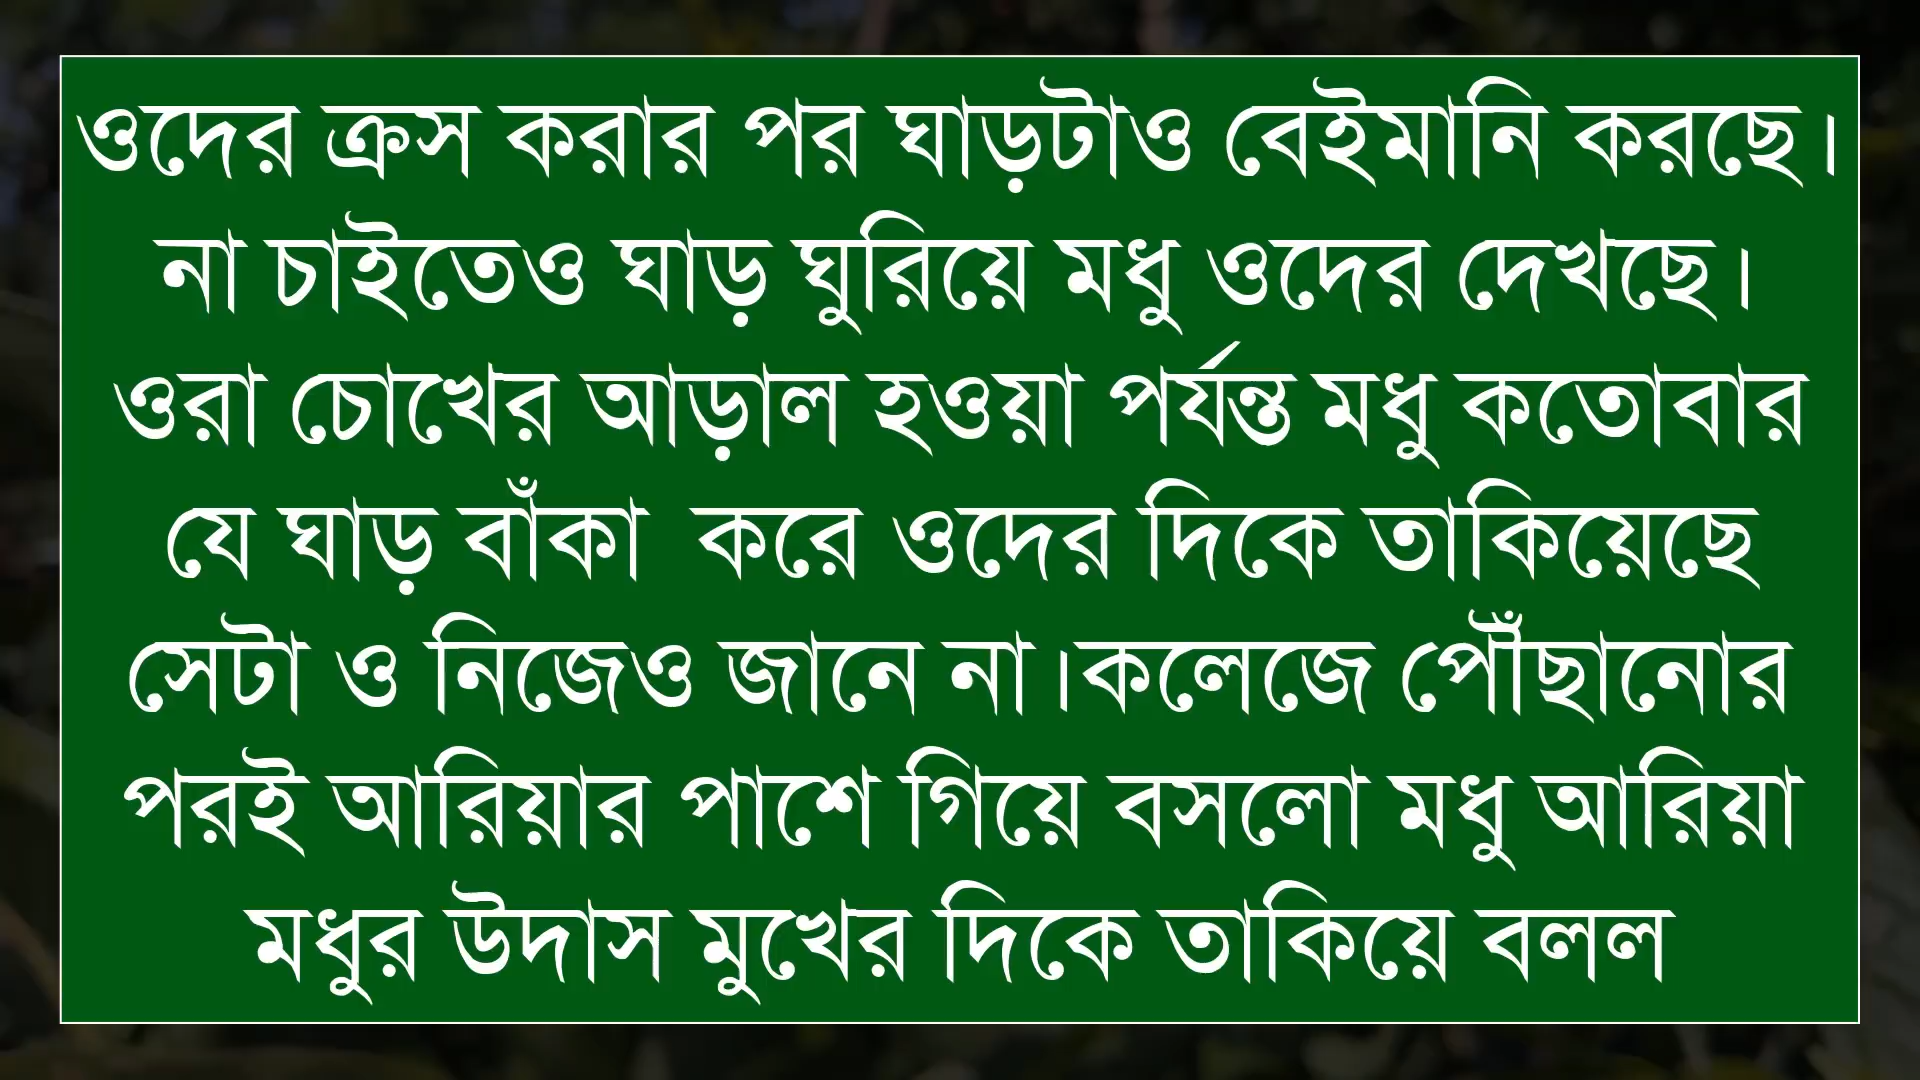 ওদের ক্রস করার পর ঘাড়টাও বেইমানি করছে।
না চাইতেও ঘাড় ঘুরিয়ে মধু ওদের দেখছে।
ওরা চোখের আড়াল হওয়া পর্যন্ত মধু কতোবার
যে ঘাড় বাঁকা  করে ওদের দিকে তাকিয়েছে
সেটা ও নিজেও জানে না।কলেজে পৌঁছানোর
পরই আরিয়ার পাশে গিয়ে বসলো মধু আরিয়া
মধুর উদাস মুখের দিকে তাকিয়ে বলল